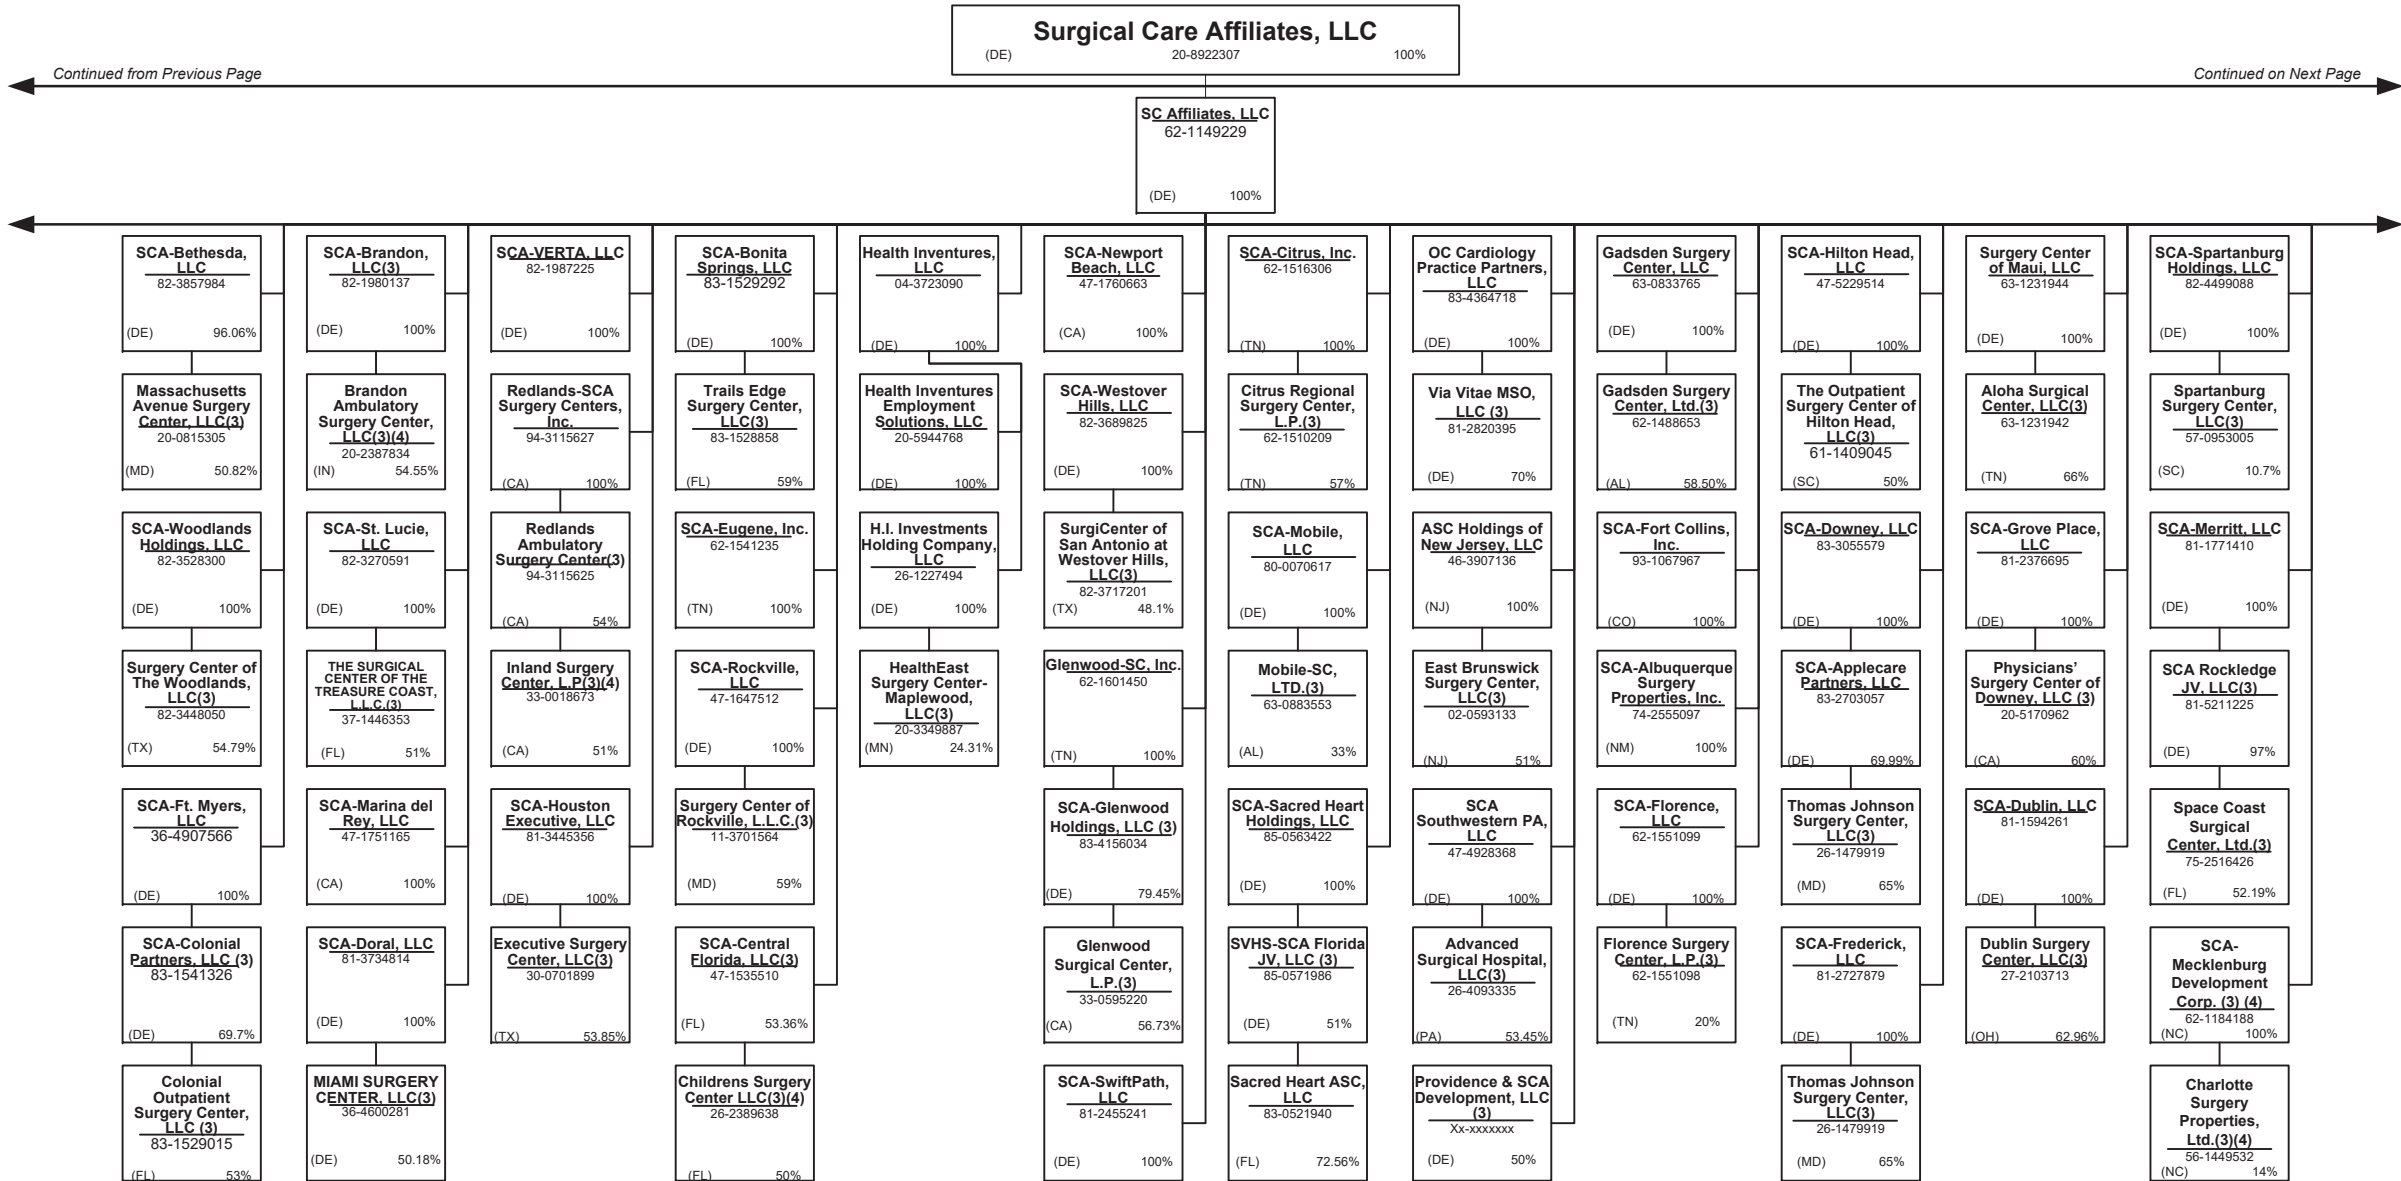 Surgical Care Affiliates, LLC
(DE) 20-8922307 100%
Continued from Previous Page
Continued on Next Page
SC Affiliates, LLC
62-1149229
(DE) 100%
SCA-Bethesda,
LLC
82-3857984
(DE) 96.06%
Massachusetts
Avenue Surgery
Center, LLC(3)
20-0815305
(MD) 50.82%
SCA-Woodlands
Holdings, LLC
82-3528300
(DE) 100%
Surgery Center of
The Woodlands,
LLC(3)
82-3448050
(TX) 54.79%
SCA-Ft. Myers,
LLC
36-4907566
(DE) 100%
SCA-Colonial
Partners, LLC (3)
83-1541326
(DE) 69.7%
Colonial
Outpatient
Surgery Center,
LLC (3)
83-1529015
(FL) 53%
SCA-Brandon,
LLC(3)
82-1980137
(DE) 100%
Brandon
Ambulatory
Surgery Center,
LLC(3)(4)
20-2387834
(IN) 54.55%
SCA-St. Lucie,
LLC
82-3270591
(DE) 100%
THE SURGICAL
CENTER OF THE
TREASURE COAST,
L.L.C.(3)
37-1446353
(FL) 51%
SCA-Marina del
Rey, LLC
47-1751165
(CA) 100%
SCA-Doral, LLC
81-3734814
(DE) 100%
MIAMI SURGERY
CENTER, LLC(3)
36-4600281
(DE) 50.18%
SCA-VERTA, LLC
82-1987225
(DE) 100%
Redlands-SCA
Surgery Centers,
Inc.
94-3115627
(CA) 100%
Redlands
Ambulatory
Surgery Center(3)
94-3115625
(CA) 54%
Inland Surgery
Center, L.P(3)(4)
33-0018673
(CA) 51%
SCA-Houston
Executive, LLC
81-3445356
(DE) 100%
Executive Surgery
Center, LLC(3)
30-0701899
(TX) 53.85%
SCA-Bonita
Springs, LLC
83-1529292
(DE) 100%
Trails Edge
Surgery Center,
LLC(3)
83-1528858
(FL) 59%
SCA-Eugene, Inc.
62-1541235
(TN) 100%
SCA-Rockville,
LLC
47-1647512
(DE) 100%
Surgery Center of
Rockville, L.L.C.(3)
11-3701564
(MD) 59%
SCA-Central
Florida, LLC(3)
47-1535510
(FL) 53.36%
Childrens Surgery
Center LLC(3)(4)
26-2389638
(FL) 50%
Health Inventures,
LLC
04-3723090
(DE) 100%
Health Inventures
Employment
Solutions, LLC
20-5944768
(DE) 100%
H.I. Investments
Holding Company,
LLC
26-1227494
(DE) 100%
HealthEast
Surgery Center-
Maplewood,
LLC(3)
20-3349887
(MN) 24.31%
SCA-Newport
Beach, LLC
47-1760663
(CA) 100%
SCA-Westover
Hills, LLC
82-3689825
(DE) 100%
SurgiCenter of
San Antonio at
Westover Hills,
LLC(3)
82-3717201
(TX) 48.1%
Glenwood-SC, Inc.
62-1601450
(TN) 100%
SCA-Glenwood
Holdings, LLC (3)
83-4156034
(DE) 79.45%
Glenwood
Surgical Center,
L.P.(3)
33-0595220
(CA) 56.73%
SCA-SwiftPath,
LLC
81-2455241
(DE) 100%
SCA-Citrus, Inc.
62-1516306
(TN) 100%
Citrus Regional
Surgery Center,
L.P.(3)
62-1510209
(TN) 57%
SCA-Mobile,
LLC
80-0070617
(DE) 100%
Mobile-SC,
LTD.(3)
63-0883553
(AL) 33%
SCA-Sacred Heart
Holdings, LLC
85-0563422
(DE) 100%
SVHS-SCA Florida
JV, LLC (3)
85-0571986
(DE) 51%
Sacred Heart ASC,
LLC
83-0521940
(FL) 72.56%
OC Cardiology
Practice Partners,
LLC
83-4364718
(DE) 100%
Via Vitae MSO,
LLC (3)
81-2820395
(DE) 70%
ASC Holdings of
New Jersey, LLC
46-3907136
(NJ) 100%
East Brunswick
Surgery Center,
LLC(3)
02-0593133
(NJ) 51%
SCA
Southwestern PA,
LLC
47-4928368
(DE) 100%
Advanced
Surgical Hospital,
LLC(3)
26-4093335
(PA) 53.45%
Providence & SCA
Development, LLC
(3)
Xx-xxxxxxx
(DE) 50%
Gadsden Surgery
Center, LLC
63-0833765
(DE) 100%
Gadsden Surgery
Center, Ltd.(3)
62-1488653
(AL) 58.50%
SCA-Fort Collins,
Inc.
93-1067967
(CO) 100%
SCA-Albuquerque
Surgery
Properties, Inc.
74-2555097
(NM) 100%
SCA-Florence,
LLC
62-1551099
(DE) 100%
Florence Surgery
Center, L.P.(3)
62-1551098
(TN) 20%
SCA-Hilton Head,
LLC
47-5229514
(DE) 100%
The Outpatient
Surgery Center of
Hilton Head,
LLC(3)
61-1409045
(SC) 50%
SCA-Downey, LLC
83-3055579
(DE) 100%
SCA-Applecare
Partners, LLC
83-2703057
(DE) 69.99%
Thomas Johnson
Surgery Center,
LLC(3)
26-1479919
(MD) 65%
SCA-Frederick,
LLC
81-2727879
(DE) 100%
Thomas Johnson
Surgery Center,
LLC(3)
26-1479919
(MD) 65%
Surgery Center
of Maui, LLC
63-1231944
(DE) 100%
Aloha Surgical
Center, LLC(3)
63-1231942
(TN) 66%
SCA-Grove Place,
LLC
81-2376695
(DE) 100%
Physicians’
Surgery Center of
Downey, LLC (3)
20-5170962
(CA) 60%
SCA-Dublin, LLC
81-1594261
(DE) 100%
Dublin Surgery
Center, LLC(3)
27-2103713
(OH) 62.96%
SCA-Spartanburg
Holdings, LLC
82-4499088
(DE) 100%
Spartanburg
Surgery Center,
LLC(3)
57-0953005
(SC) 10.7%
SCA-Merritt, LLC
81-1771410
(DE) 100%
SCA Rockledge
JV, LLC(3)
81-5211225
(DE) 97%
Space Coast
Surgical
Center, Ltd.(3)
75-2516426
(FL) 52.19%
SCA-
Mecklenburg
Development
Corp. (3) (4)
62-1184188
(NC) 100%
Charlotte
Surgery
Properties,
Ltd.(3)(4)
56-1449532
(NC) 14%